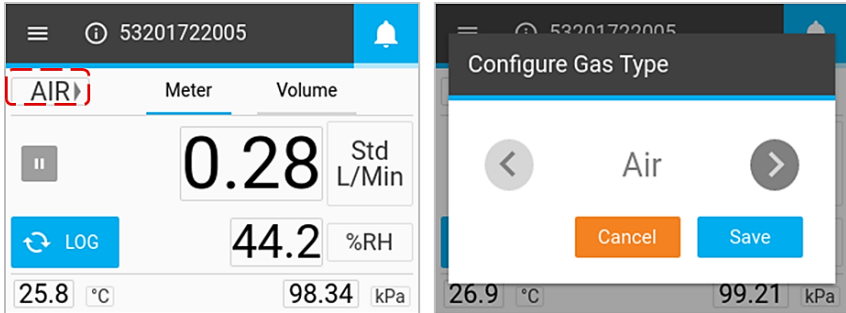 53201722005
AIR Meter Volume
0.28 Std L/Min
LOG 44.2 %RH
25.8 °C 98.34 kPa
53201722005
Configure Gas Type
Air
Cancel Save
26.9 °C 99.21 kPa